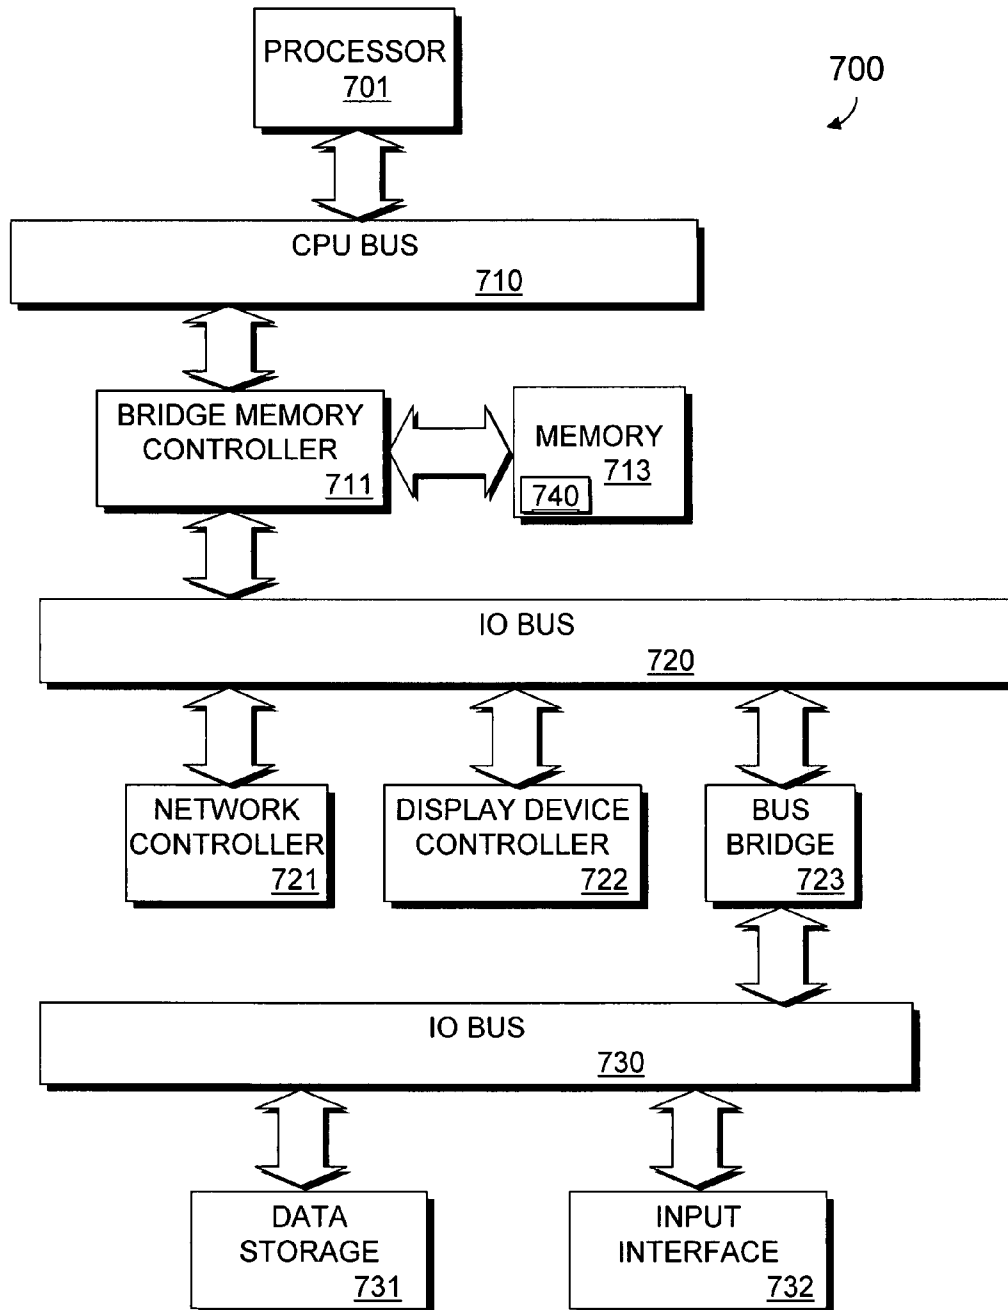 PROCESSOR
701
700
CPU BUS
710
BRIDGE MEMORY
CONTROLLER
711
MEMORY
713
740
IO BUS
720
NETWORK
CONTROLLER
721
DISPLAY DEVICE
CONTROLLER
722
BUS
BRIDGE
723
IO BUS
730
DATA
STORAGE
731
INPUT
INTERFACE
732